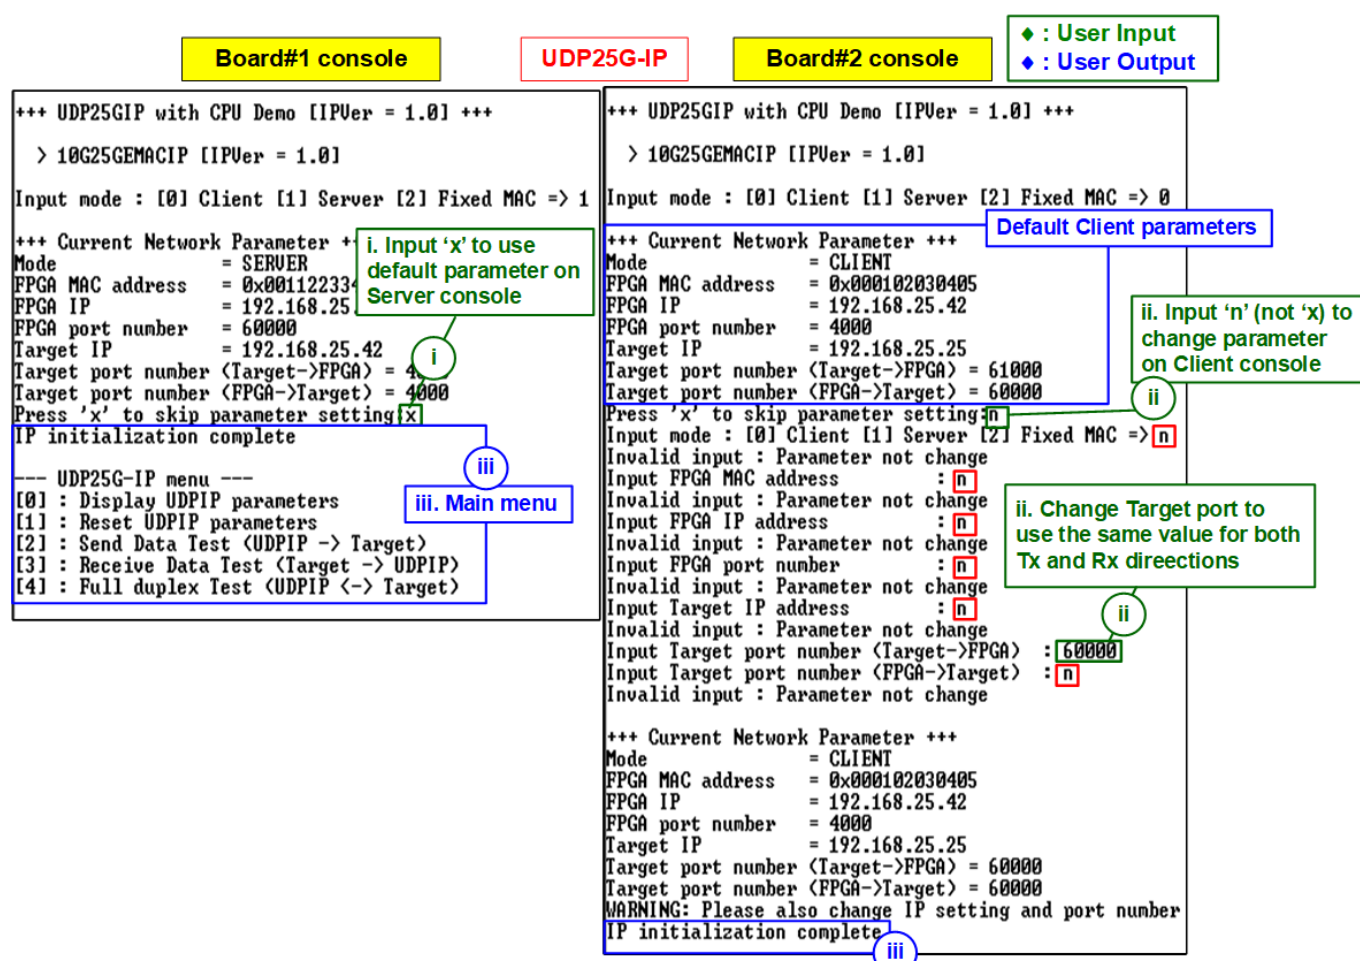 Board#1 console
UDP25G-IP
Board#2 console
♦ : User Input
♦ : User Output
+++ UDP25GIP with CPU Demo [IPVer = 1.0] +++
> 10G25GEMACIP [IPVer = 1.0]
Input mode : [0] Client [1] Server [2] Fixed MAC => 1
+++ Current Network Parameter +
Mode = SERVER
FPGA MAC address = 0x00112233
FPGA IP = 192.168.25.
FPGA port number = 60000
Target IP = 192.168.25.42
Target port number (Target->FPGA) = 4
Target port number (FPGA->Target) = 4000
Press 'x' to skip parameter setting:x
IP initialization complete
--- UDP25G-IP menu ---
[0] : Display UDPIP parameters
[1] : Reset UDPIP parameters
[2] : Send Data Test (UDPIP -> Target)
[3] : Receive Data Test (Target -> UDPIP)
[4] : Full duplex Test (UDPIP <-> Target)
i. Input ‘x’ to use
default parameter on
Server console
i
iii
iii. Main menu
+++ UDP25GIP with CPU Demo [IPVer = 1.0] +++
> 10G25GEMACIP [IPVer = 1.0]
Input mode : [0] Client [1] Server [2] Fixed MAC => 0
Default Client parameters
+++ Current Network Parameter +++
Mode = CLIENT
FPGA MAC address = 0x000102030405
FPGA IP = 192.168.25.42
FPGA port number = 4000
Target IP = 192.168.25.25
Target port number (Target->FPGA) = 61000
Target port number (FPGA->Target) = 60000
Press 'x' to skip parameter setting:n
Input mode : [0] Client [1] Server [2] Fixed MAC => n
Invalid input : Parameter not change
Input FPGA MAC address : n
Invalid input : Parameter not change
Input FPGA IP address : n
Invalid input : Parameter not change
Input FPGA port number : n
Invalid input : Parameter not change
Input Target IP address : n
Invalid input : Parameter not change
Input Target port number (Target->FPGA) : 60000
Input Target port number (FPGA->Target) : n
Invalid input : Parameter not change
+++ Current Network Parameter +++
Mode = CLIENT
FPGA MAC address = 0x000102030405
FPGA IP = 192.168.25.42
FPGA port number = 4000
Target IP = 192.168.25.25
Target port number (Target->FPGA) = 60000
Target port number (FPGA->Target) = 60000
WARNING: Please also change IP setting and port number
IP initialization complete
iii
ii. Input ‘n’ (not ‘x) to
change parameter
on Client console
ii
ii. Change Target port to
use the same value for both
Tx and Rx direections
ii